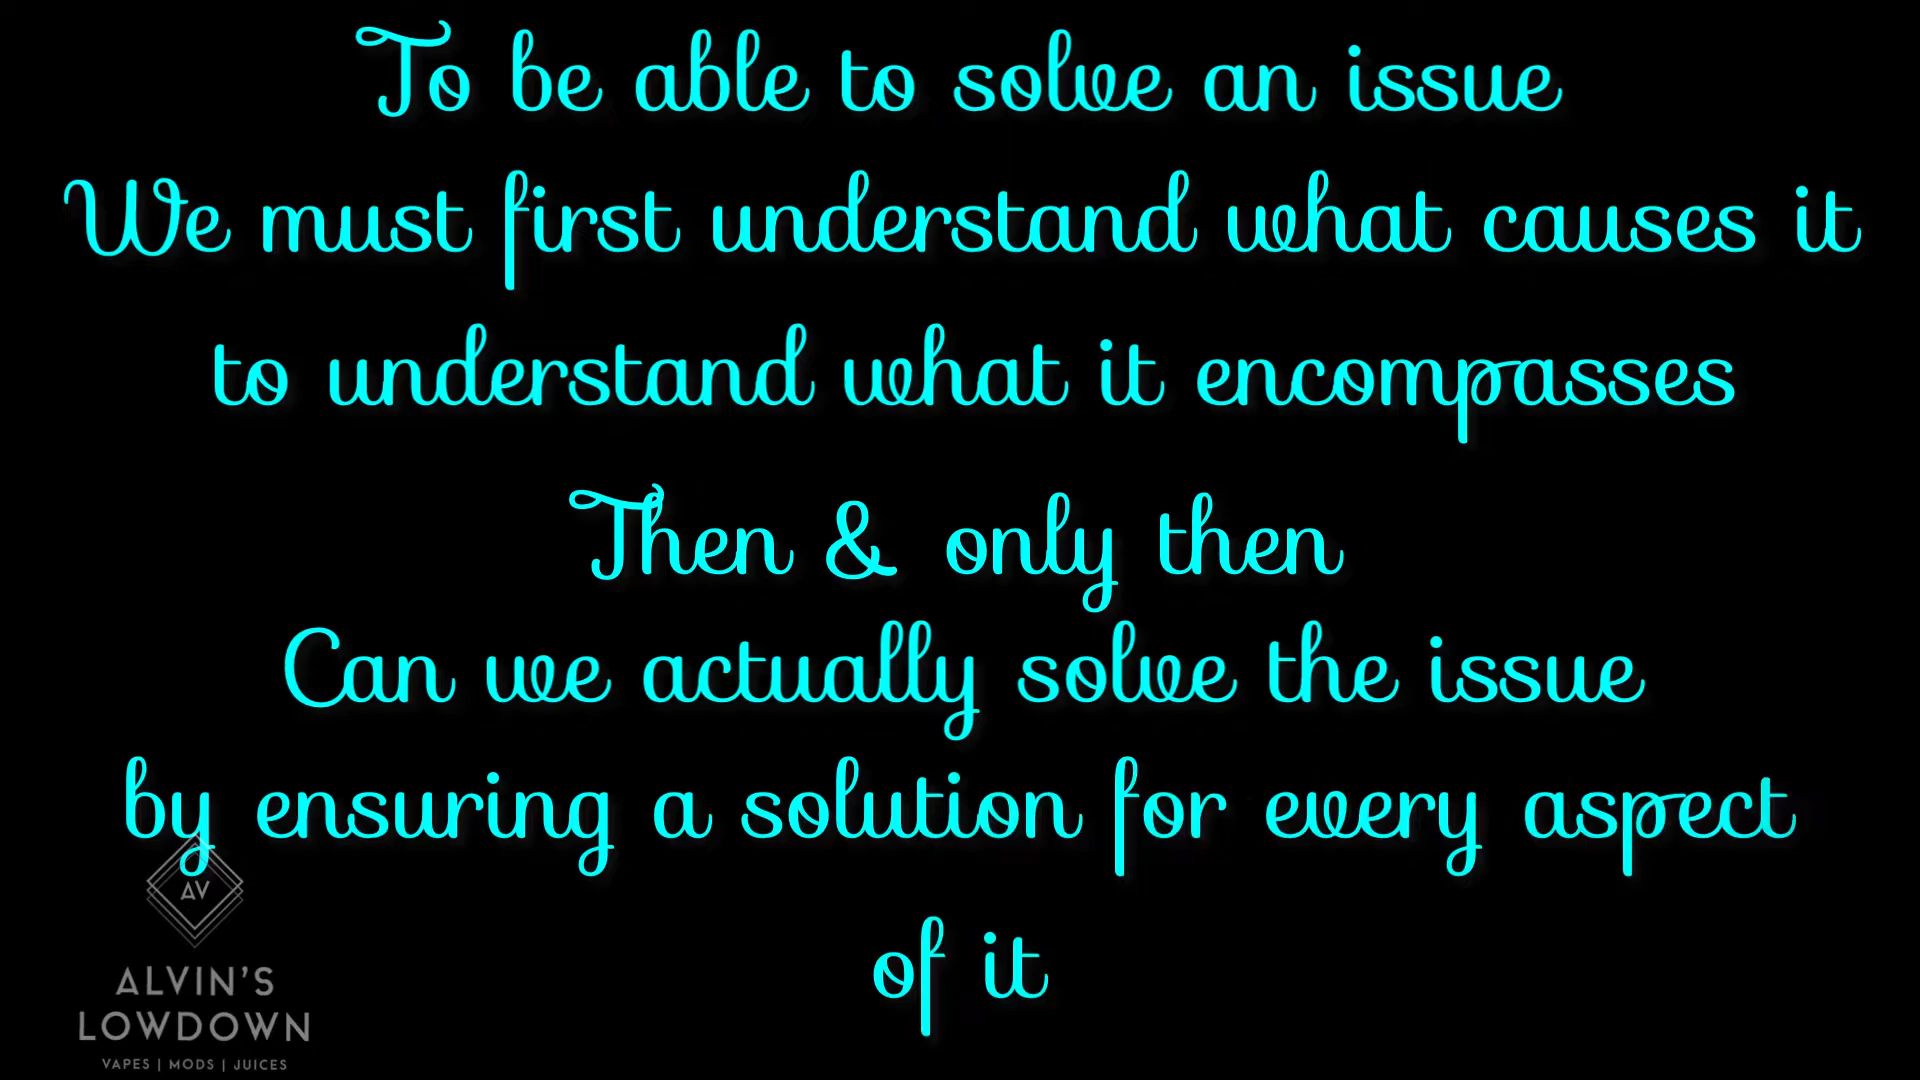 To be able to solve an issue
We must first understand what causes it
to understand what it encompasses
Then & only then
Can we actually solve the issue
by ensuring a solution for every aspect
of it
AV
ALVIN'S
LOWDOWN
VAPES | MODS | JUICES